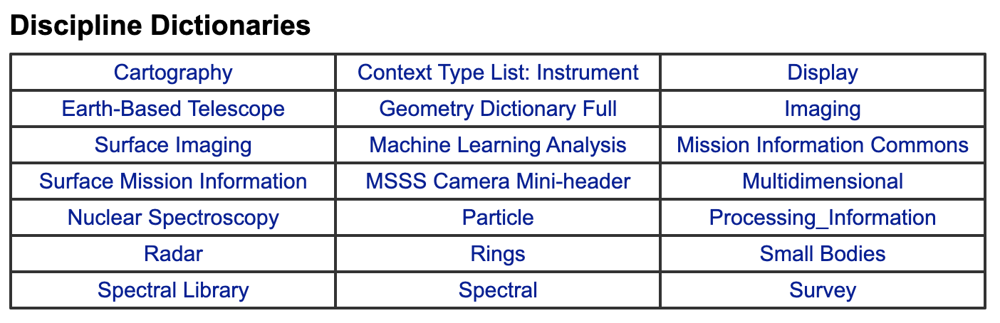 Discipline Dictionaries
Cartography Context Type List: Instrument Display
Earth-Based Telescope Geometry Dictionary Full Imaging
Surface Imaging Machine Learning Analysis Mission Information Commons
Surface Mission Information MSSS Camera Mini-header Multidimensional
Nuclear Spectroscopy Particle Processing_Information
Radar Rings Small Bodies
Spectral Library Spectral Survey